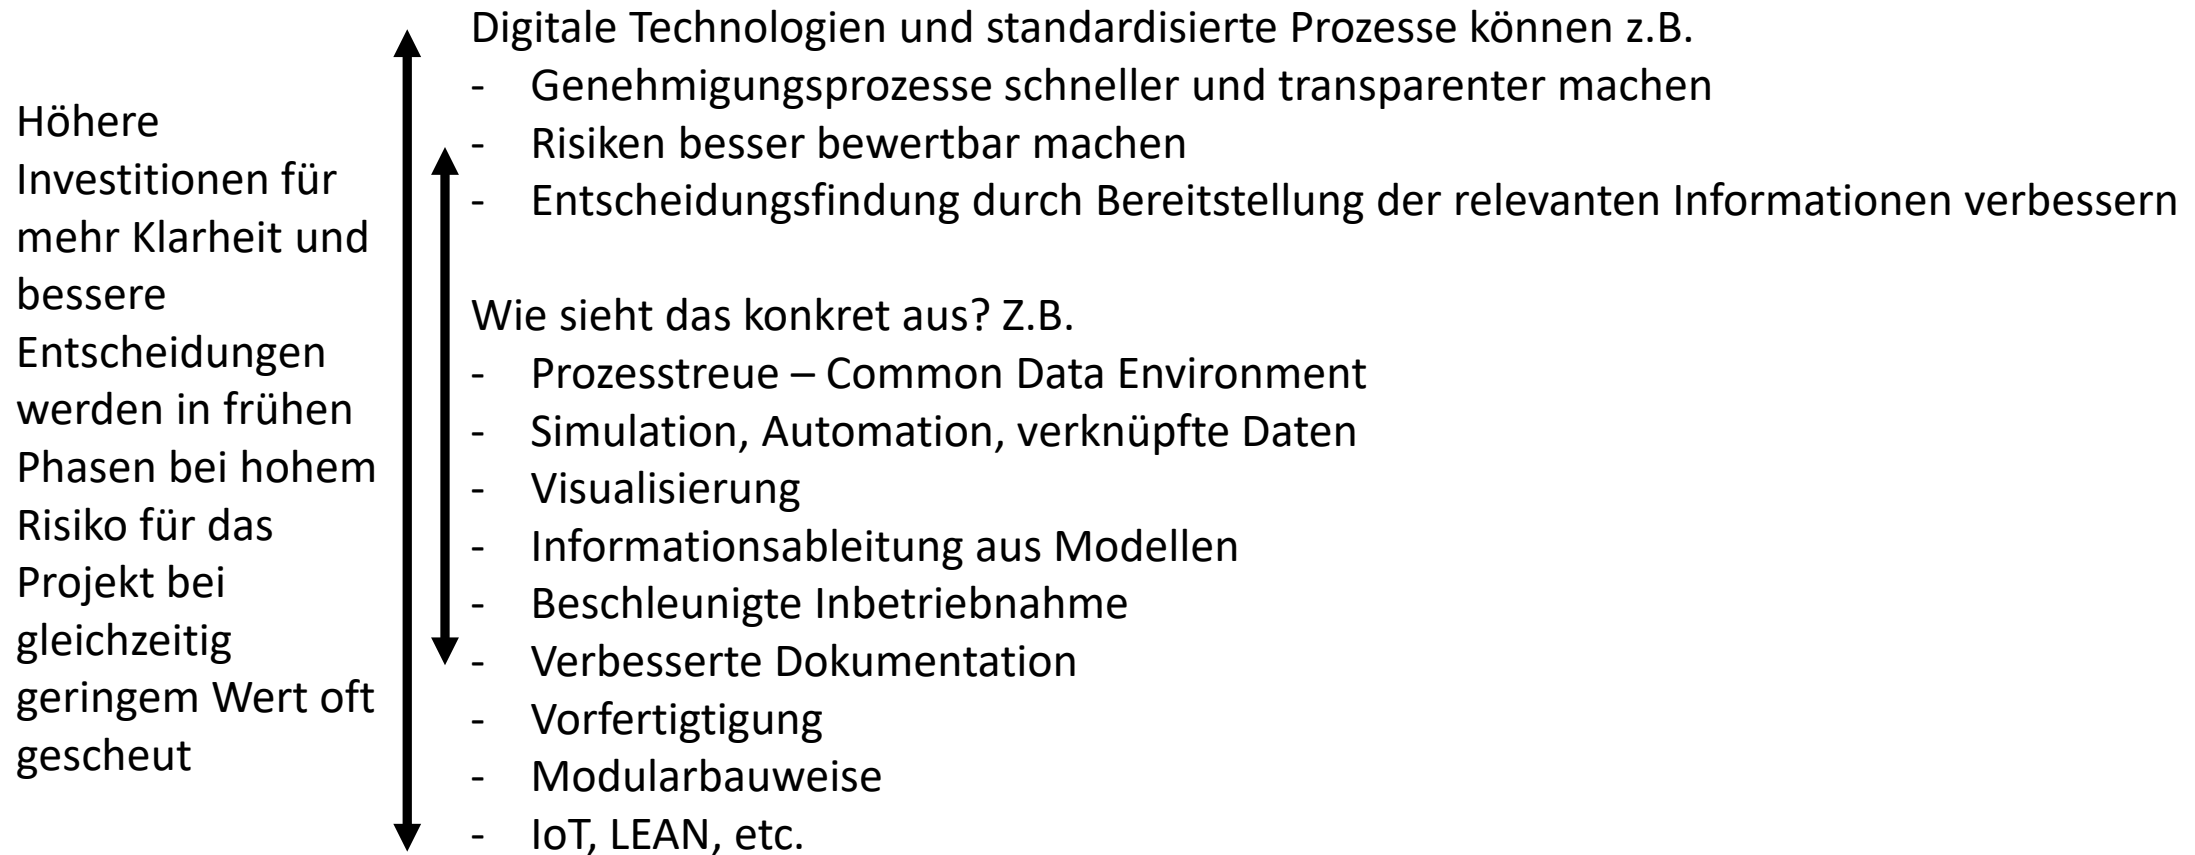 Höhere
Investitionen für
mehr Klarheit und
bessere
Entscheidungen
werden in frühen
Phasen bei hohem
Risiko für das
Projekt bei
gleichzeitig
geringem Wert oft
gescheut
Digitale Technologien und standardisierte Prozesse können z.B.
- Genehmigungsprozesse schneller und transparenter machen
- Risiken besser bewertbar machen
- Entscheidungsfindung durch Bereitstellung der relevanten Informationen verbessern
Wie sieht das konkret aus? Z.B.
- Prozesstreue – Common Data Environment
- Simulation, Automation, verknüpfte Daten
- Visualisierung
- Informationsableitung aus Modellen
- Beschleunigte Inbetriebnahme
- Verbesserte Dokumentation
- Vorfertigtigung
- Modularbauweise
- IoT, LEAN, etc.